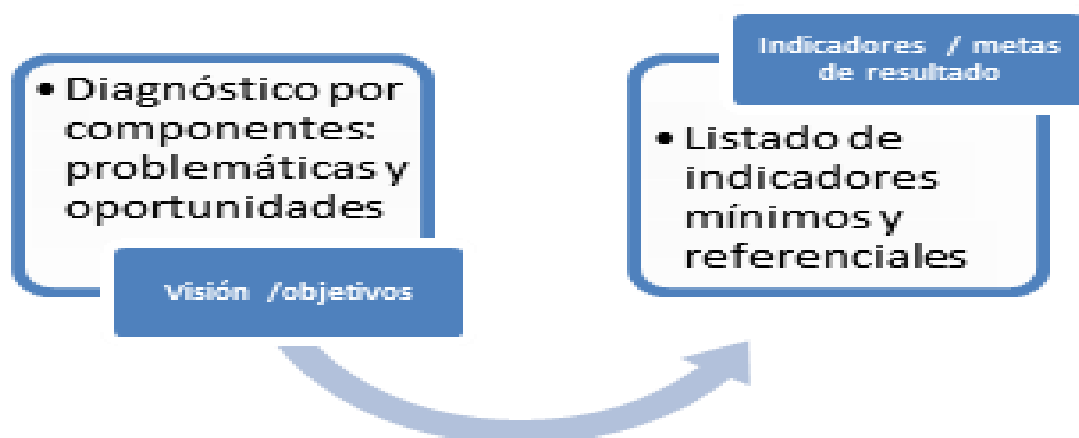 • Diagnóstico por
componentes:
problemáticas y
oportunidades
Visión /objetivos
Indicadores / metas
de resultado
• Listado de
indicadores
mínimos y
referenciales